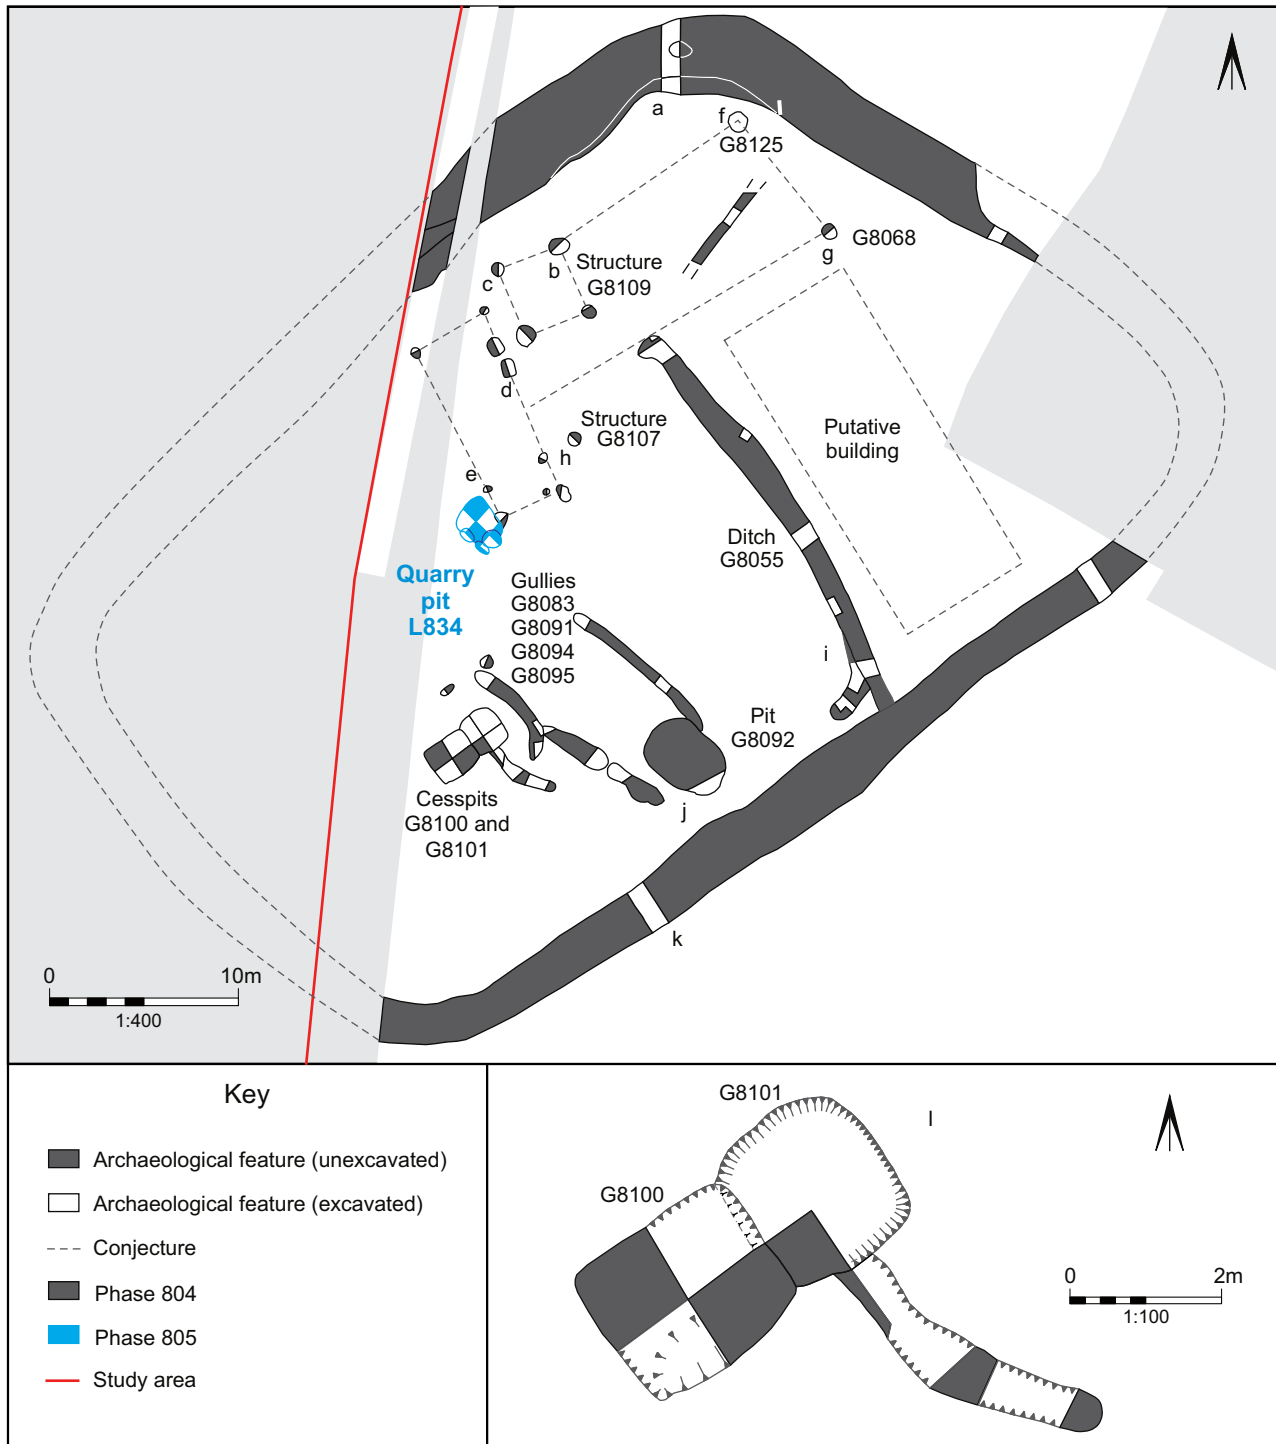 a
f
G8125
G8068
g
b
Structure
G8109
c
d
Structure
G8107
h
e
Putative
building
Quarry
pit
L834
Ditch
G8055
Gullies
G8083
G8091
G8094
G8095
i
Pit
G8092
Cesspits
G8100 and
G8101
j
k
0 10m
1:400
Key
Archaeological feature (unexcavated)
Archaeological feature (excavated)
Conjecture
Phase 804
Phase 805
Study area
G8101
l
G8100
0 2m
1:100